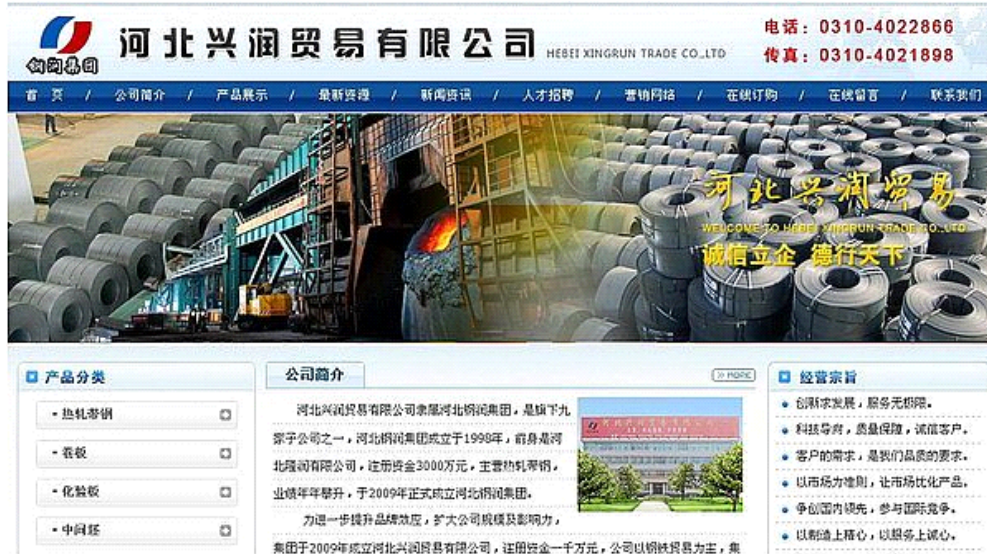 河北兴润贸易有限公司 HEBEI XINGRUN TRADE CO.,LTD
钢润集团
电话：0310-4022866
传真：0310-4021898
首 页 / 公司简介 / 产品展示 / 最新资源 / 新闻资讯 / 人才招聘 / 营销网络 / 在线订购 / 在线留言 / 联系我们
河北兴润贸易
WELCOME TO HEBEI XINGRUN TRADE CO.,LTD
诚信立企 德行天下
产品分类
热轧带钢
卷板
中间坯
公司简介
MORE
河北兴润贸易有限公司隶属河北钢润集团，是旗下九
家子公司之一，河北钢润集团成立于1998年，前身是河
北隆润有限公司，注册资金3000万元，主营热轧带钢，
业绩年年攀升，于2009年正式成立河北钢润集团。
为进一步提升品牌效应，扩大公司规模及影响力，
集团于2009年成立河北兴润贸易有限公司，注册资金一千万元，公司以钢铁贸易为主，集
经营宗旨
创新求发展，服务无极限。
科技导向，质量保障，诚信客户。
客户的需求，是我们品质的要求。
以市场为准则，让市场比化产品。
争创国内领先，参与国际竞争。
以制造上精心，以服务上诚心。